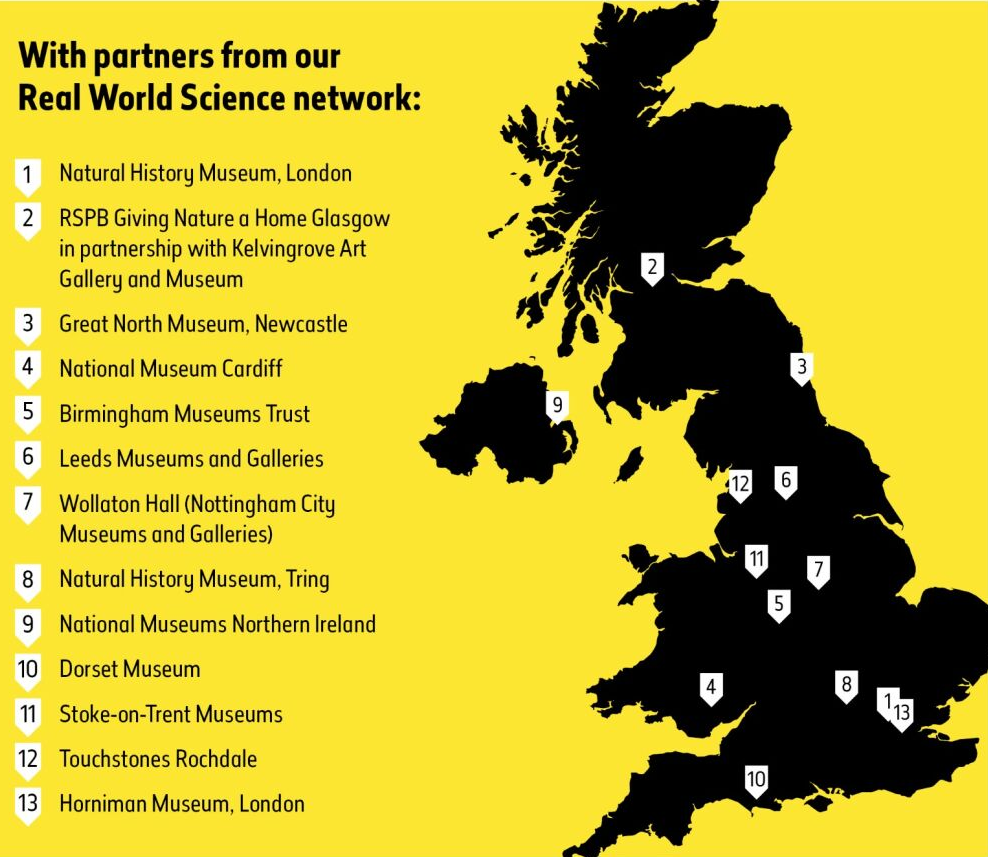 With partners from our
Real World Science network:
1 Natural History Museum, London
2 RSPB Giving Nature a Home Glasgow
in partnership with Kelvingrove Art
Gallery and Museum
3 Great North Museum, Newcastle
4 National Museum Cardiff
5 Birmingham Museums Trust
6 Leeds Museums and Galleries
7 Wollaton Hall (Nottingham City
Museums and Galleries)
8 Natural History Museum, Tring
9 National Museums Northern Ireland
10 Dorset Museum
11 Stoke-on-Trent Museums
12 Touchstones Rochdale
13 Horniman Museum, London
2
3
9
12 6
11
7
5
4
8
1
13
10